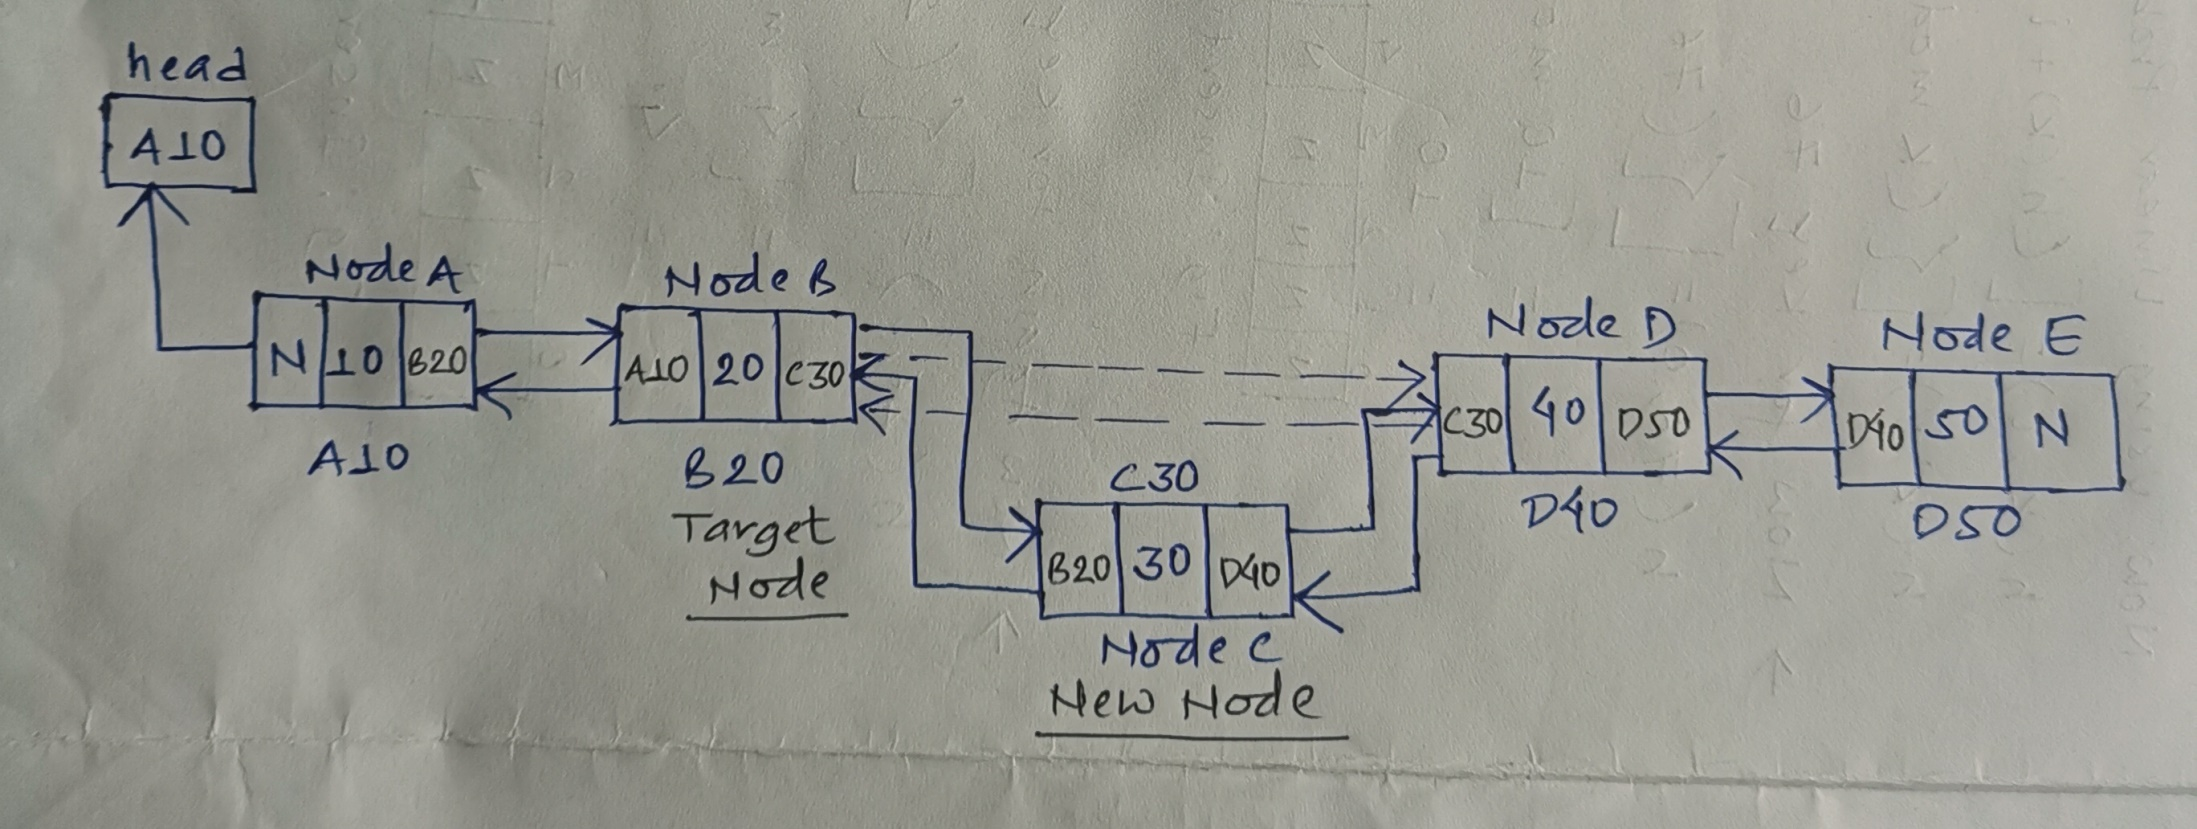 head
A10
Node A
N 10 B20
A10
Node B
A10 20 C30
B20
Target
Node
C30
B20 30 D40
Node C
New Node
Node D
C30 40 D50
D40
Node E
D40 50 N
D50